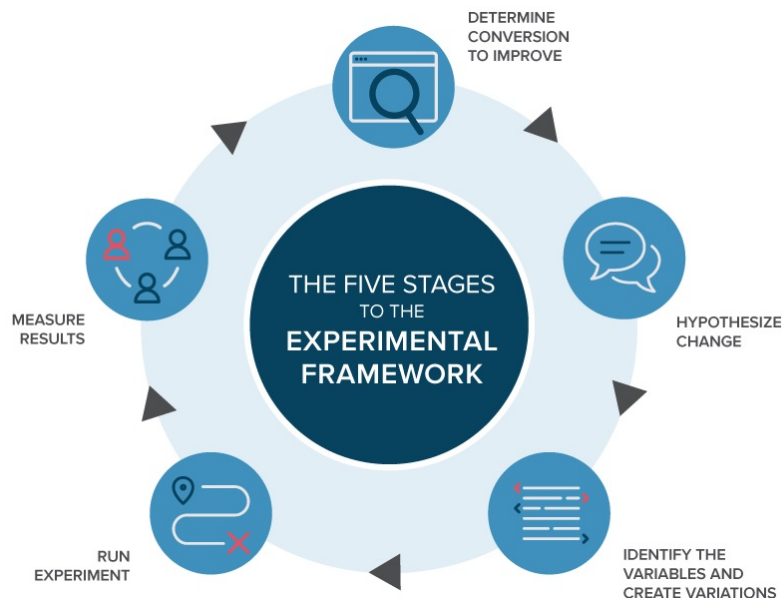 DETERMINE
CONVERSION
TO IMPROVE
THE FIVE STAGES
TO THE
EXPERIMENTAL
FRAMEWORK
HYPOTHESIZE
CHANGE
IDENTIFY THE
VARIABLES AND
CREATE VARIATIONS
RUN
EXPERIMENT
MEASURE
RESULTS